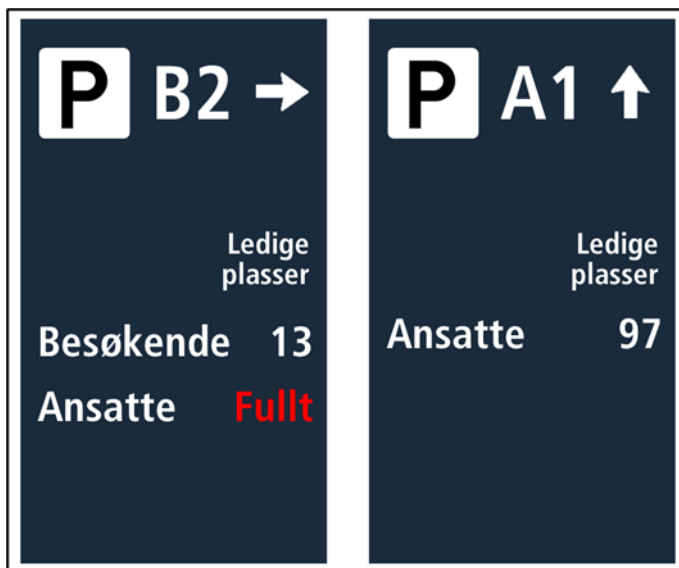 P B2 →
Ledige
plasser
Besøkende 13
Ansatte Fullt
P A1 ↑
Ledige
plasser
Ansatte 97